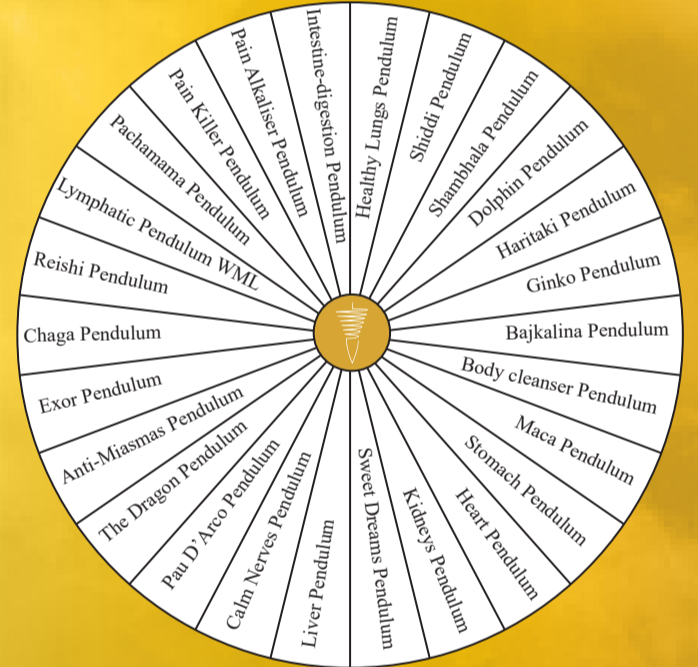 Healthy Lungs Pendulum
Shiddi Pendulum
Shambhala Pendulum
Dolphin Pendulum
Haritaki Pendulum
Ginko Pendulum
Bajkalina Pendulum
Body cleanser Pendulum
Maca Pendulum
Stomach Pendulum
Heart Pendulum
Kidneys Pendulum
Sweet Dreams Pendulum
Liver Pendulum
Calm Nerves Pendulum
Pau D’Arco Pendulum
The Dragon Pendulum
Anti-Miasmas Pendulum
Exor Pendulum
Chaga Pendulum
Reishi Pendulum
Lymphatic Pendulum WML
Pachamama Pendulum
Pain Killer Pendulum
Pain Alkaliser Pendulum
Intestine-digestion Pendulum